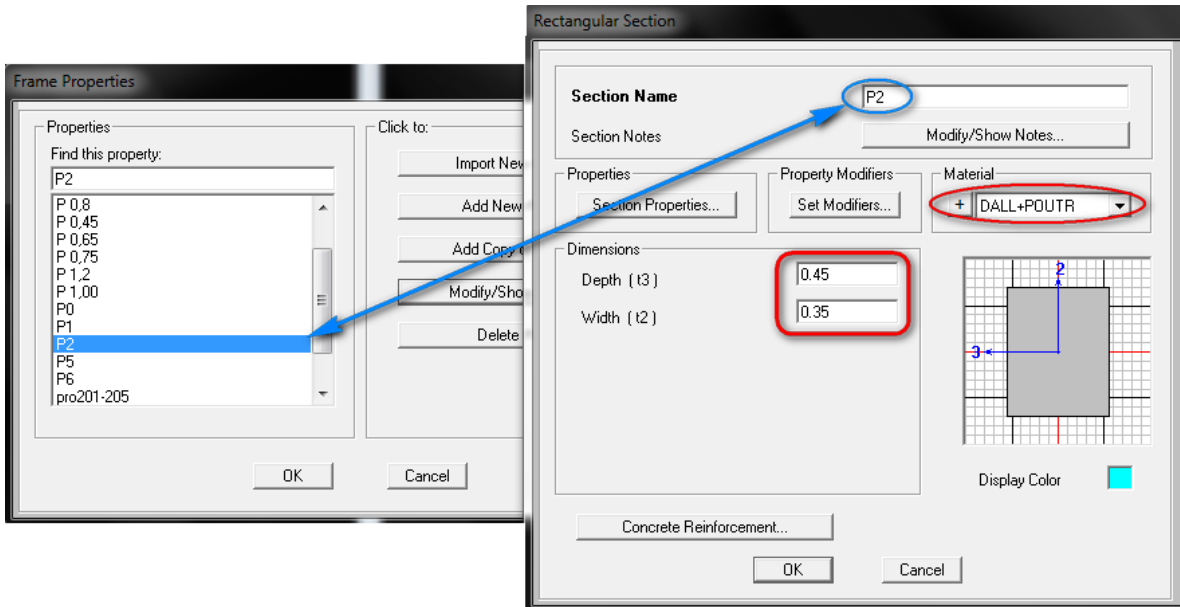 Frame Properties
Properties
Find this property:
P2
P 0,8
P 0,45
P 0,65
P 0,75
P 1,2
P 1,00
P0
P1
P2
P5
P6
pro201-205
Click to:
Import New
Add New
Add Copy
Modify/Sho
Delete
OK
Cancel
Rectangular Section
Section Name
P2
Section Notes
Modify/Show Notes...
Properties
Section Properties...
Property Modifiers
Set Modifiers...
Material
+ DALL+POUTR
Dimensions
Depth ( t3 )
0.45
Width ( t2 )
0.35
2
3
Display Color
Concrete Reinforcement...
OK
Cancel